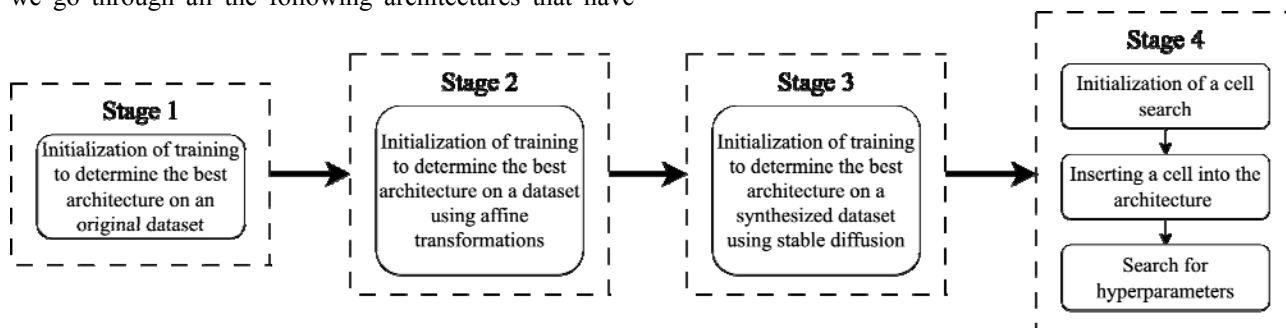 we go through all the following architectures that have
Stage 1
Initialization of training
to determine the best
architecture on an
original dataset
Stage 2
Initialization of training
to determine the best
architecture on a dataset
using affine
transformations
Stage 3
Initialization of training
to determine the best
architecture on a
synthesized dataset
using stable diffusion
Stage 4
Initialization of a cell
search
Inserting a cell into the
architecture
Search for
hyperparameters